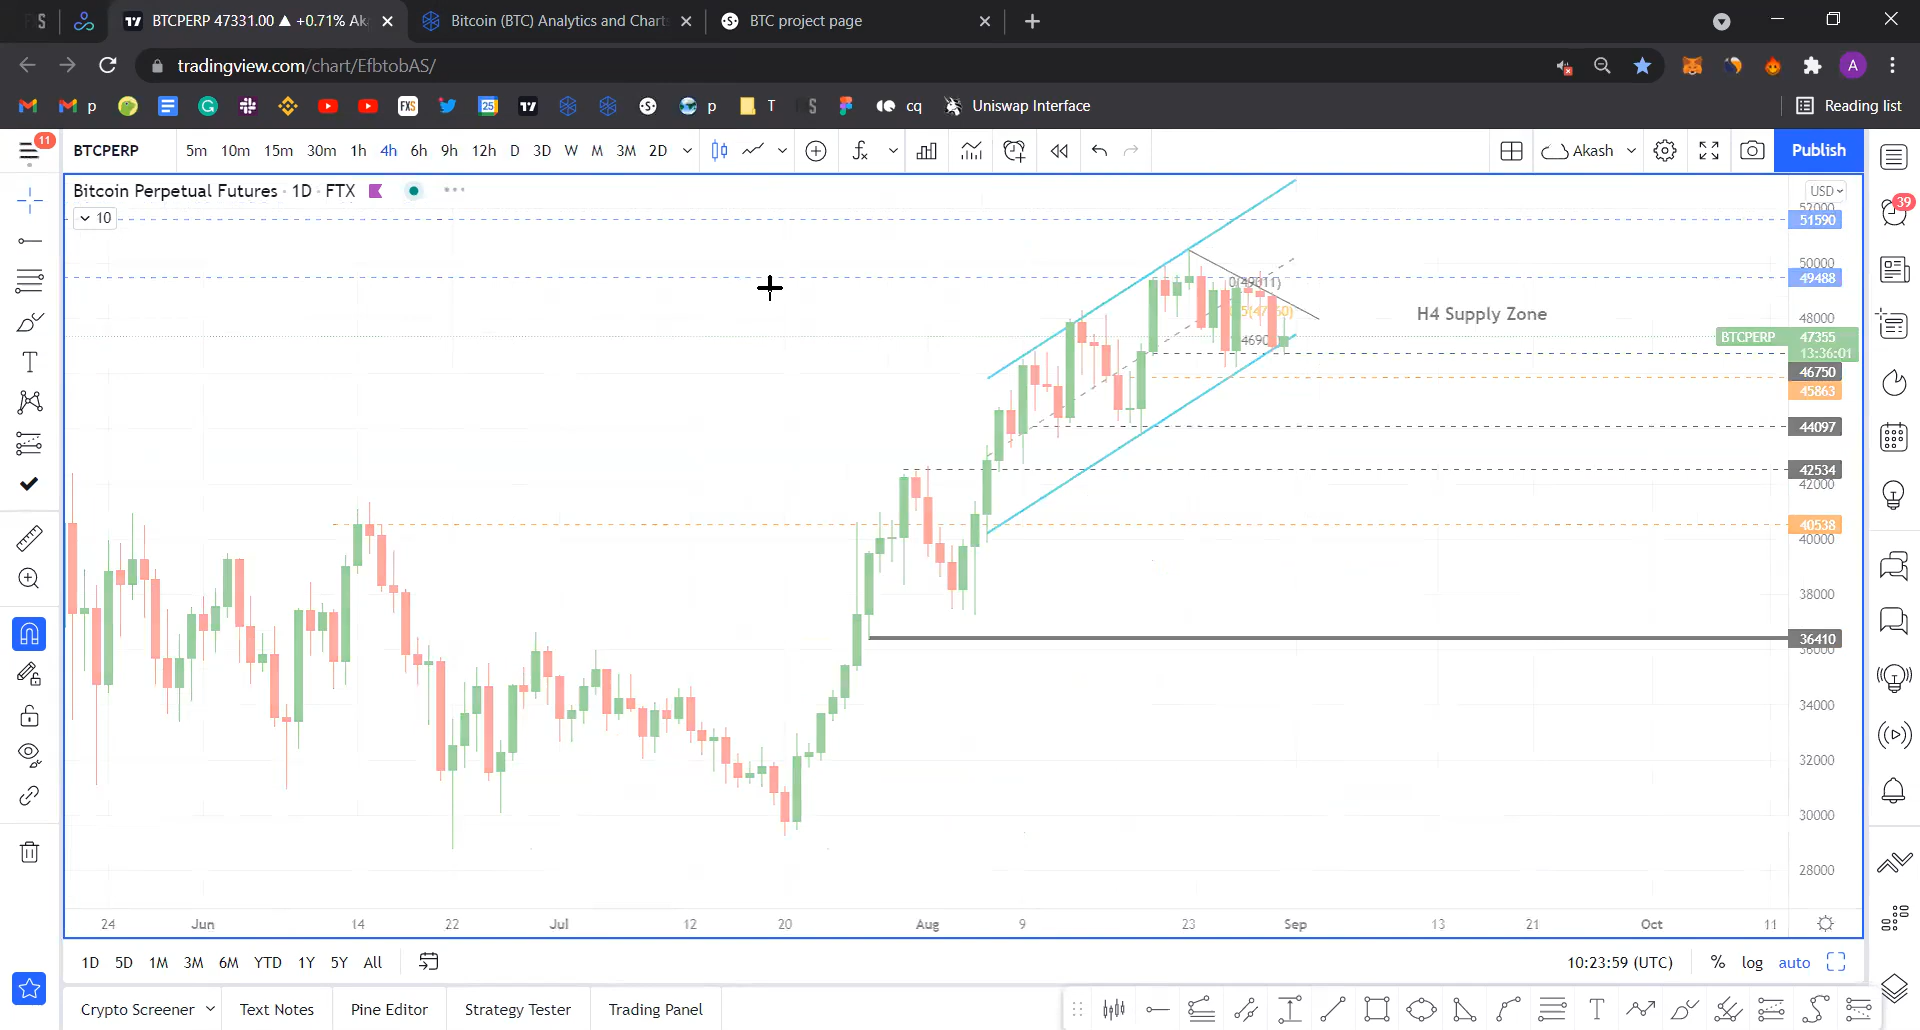 BTCPERP 47331.00 ▲ +0.71% Ak
Bitcoin (BTC) Analytics and Chart
BTC project page
tradingview.com/chart/EfbtobAS/
A
p
FXS
p
T
cq
Uniswap Interface
Reading list
11
BTCPERP
5m 10m 15m 30m 1h 4h 6h 9h 12h D 3D W M 3M 2D
Akash
Publish
Bitcoin Perpetual Futures · 1D · FTX
USD
10
39
52000
51590
50000
0(49011)
49488
H4 Supply Zone
48000
BTCPERP 47355
13:36:01
46750
45863
44097
42534
42000
40538
40000
38000
36410
36000
34000
32000
30000
28000
24 Jun 14 22 Jul 12 20 Aug 9 23 Sep 13 21 Oct 11
1D 5D 1M 3M 6M YTD 1Y 5Y All
10:23:59 (UTC) % log auto
Crypto Screener Text Notes Pine Editor Strategy Tester Trading Panel